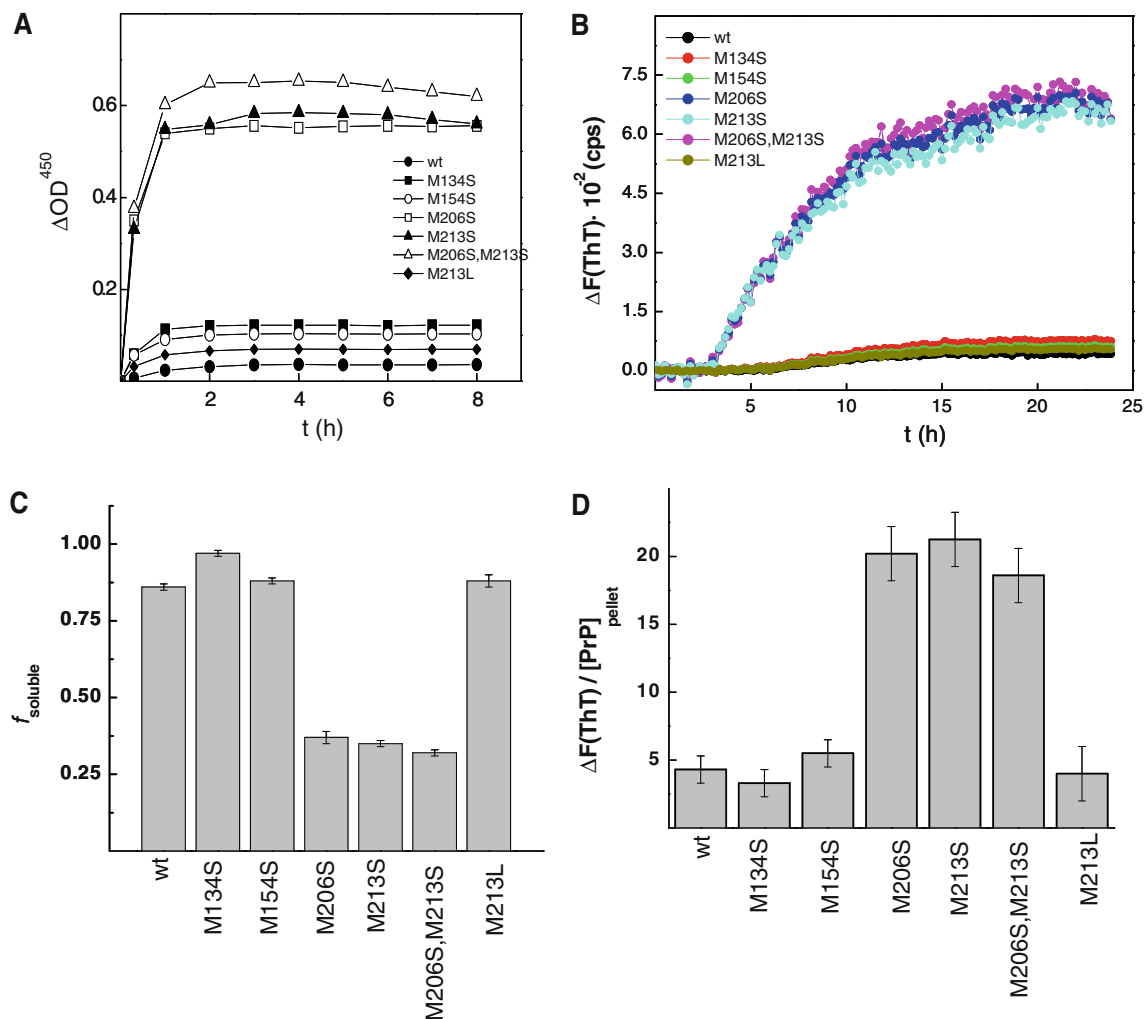 A
ΔOD⁴⁵⁰
0.6
0.4
0.2
wt
M134S
M154S
M206S
M213S
M206S,M213S
M213L
2
4
6
8
t (h)
B
ΔF(ThT)· 10⁻² (cps)
7.5
6.0
4.5
3.0
1.5
0.0
wt
M134S
M154S
M206S
M213S
M206S,M213S
M213L
5
10
15
20
25
t (h)
C
f soluble
1.00
0.75
0.50
0.25
wt
M134S
M154S
M206S
M213S
M206S,M213S
M213L
D
ΔF(ThT) / [PrP] pellet
20
15
10
5
wt
M134S
M154S
M206S
M213S
M206S,M213S
M213L